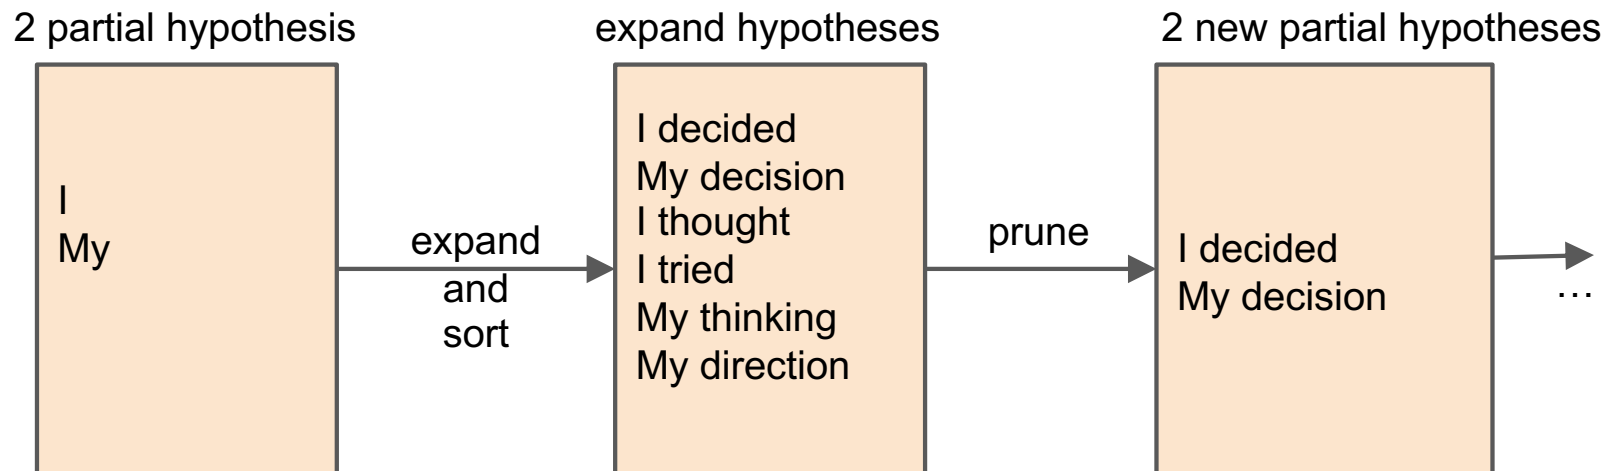 2 partial hypothesis
expand hypotheses
2 new partial hypotheses
I
My
expand
and
sort
I decided
My decision
I thought
I tried
My thinking
My direction
prune
I decided
My decision
...